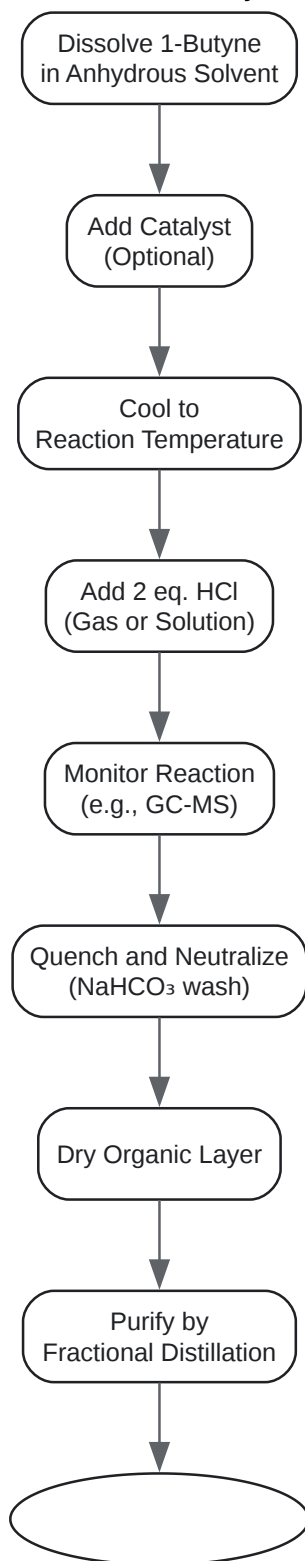 Dissolve 1-Butyne
in Anhydrous Solvent
Add Catalyst
(Optional)
Cool to
Reaction Temperature
Add 2 eq. HCl
(Gas or Solution)
Monitor Reaction
(e.g., GC-MS)
Quench and Neutralize
(NaHCO₃ wash)
Dry Organic Layer
Purify by
Fractional Distillation